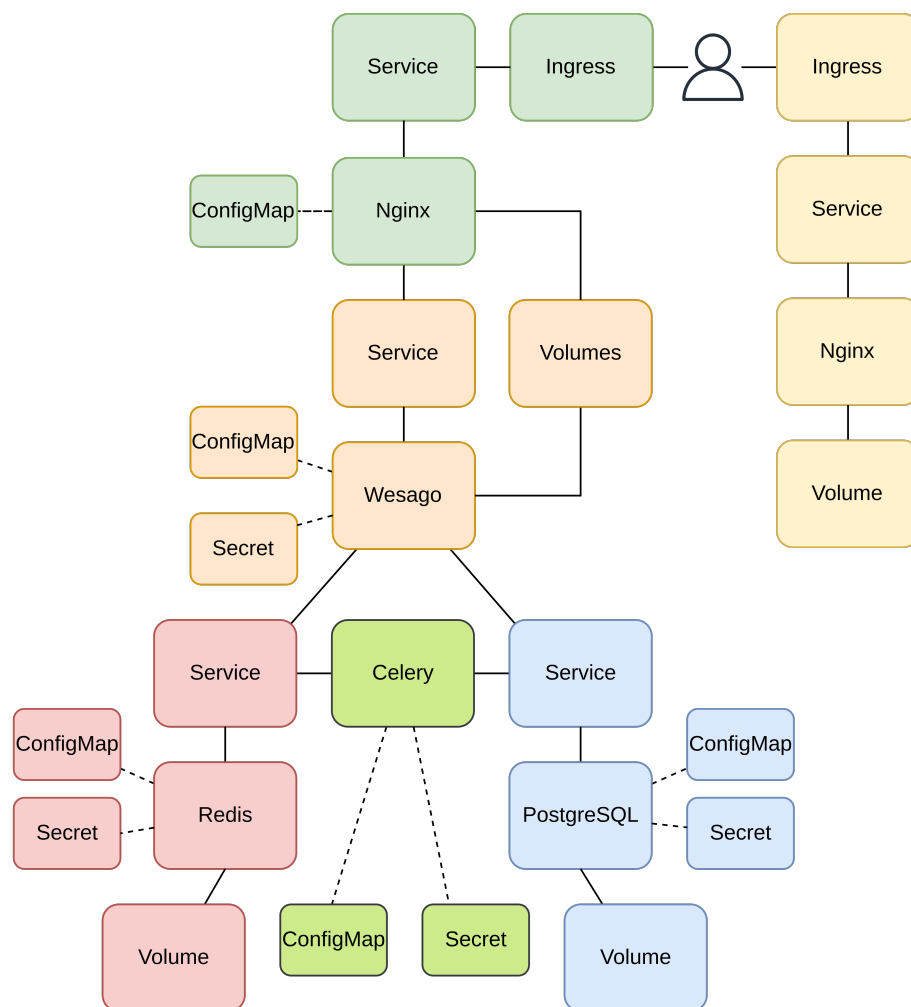 Service
Ingress
Ingress
ConfigMap
Nginx
Service
Service
Volumes
Nginx
ConfigMap
Wesago
Volume
Secret
Service
Celery
Service
ConfigMap
ConfigMap
Redis
PostgreSQL
Secret
Secret
Volume
ConfigMap
Secret
Volume